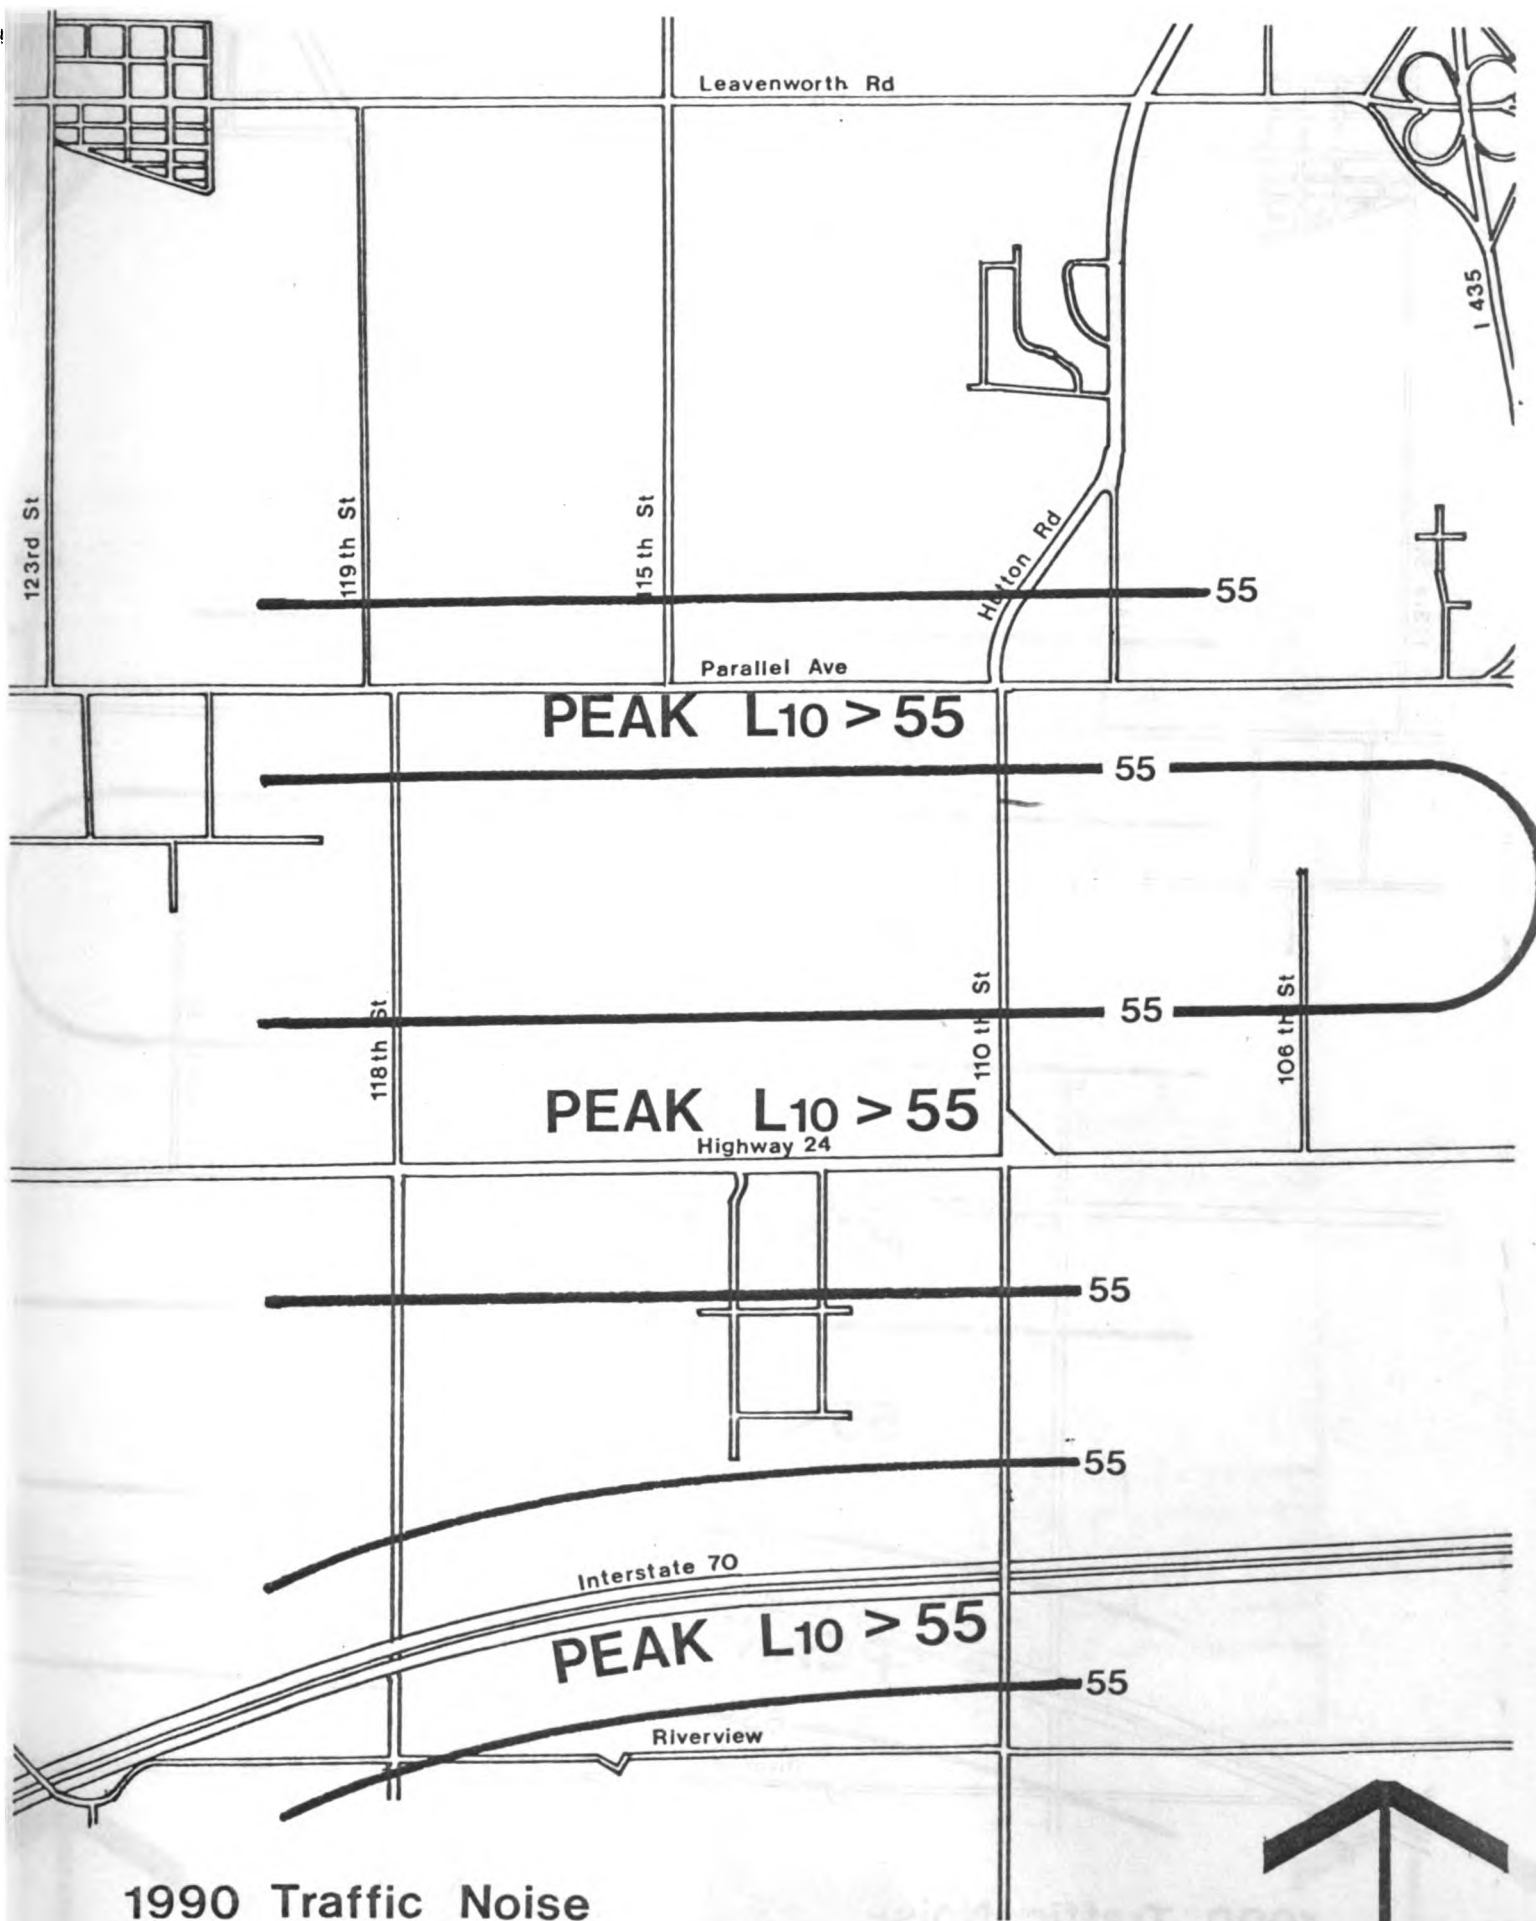 Leavenworth Rd
I 435
123rd St
119th St
115th St
Hutton Rd
55
Parallel Ave
PEAK L10 > 55
55
118th St
110th St
106th St
55
PEAK L10 > 55
Highway 24
55
55
Interstate 70
PEAK L10 > 55
55
Riverview
1990 Traffic Noise